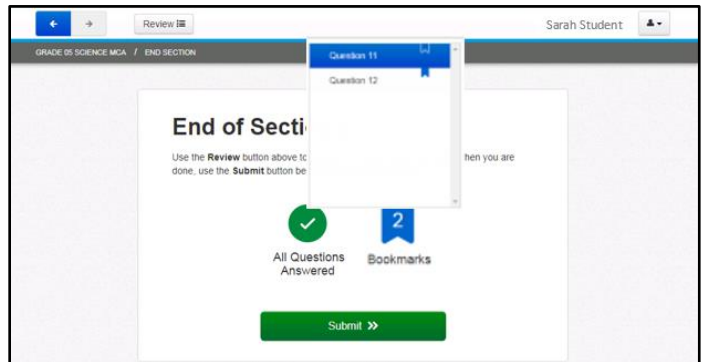 Review
Sarah Student
GRADE 05 SCIENCE MCA / END SECTION
Question 11
Question 12
End of Secti
Use the Review button above to hen you are
done, use the Submit button be
2
All Questions
Answered
Bookmarks
Submit